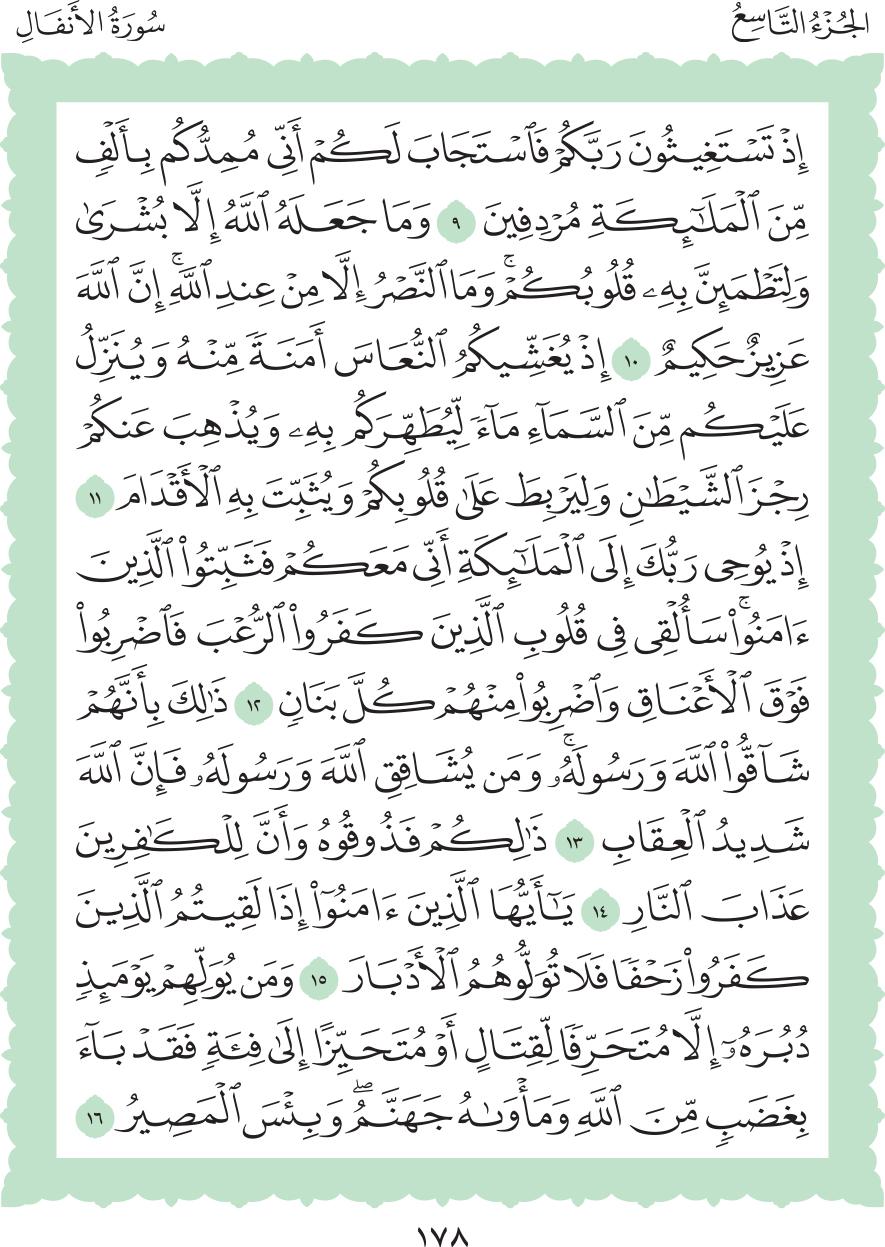 الجُزْءُ التَّاسِعُ
سُورَةُ الأَنفَالِ
إِذْ تَسْتَغِيثُونَ رَبَّكُمْ فَٱسْتَجَابَ لَكُمْ أَنِّي مُمِدُّكُم بِأَلْفٍ
مِّنَ ٱلْمَلَـٰٓئِكَةِ مُرْدِفِينَ ٩ وَمَا جَعَلَهُ ٱللَّهُ إِلَّا بُشْرَىٰ
وَلِتَطْمَئِنَّ بِهِۦ قُلُوبُكُمْۚ وَمَا ٱلنَّصْرُ إِلَّا مِنْ عِندِ ٱللَّهِۚ إِنَّ ٱللَّهَ
عَزِيزٌ حَكِيمٌ ١٠ إِذْ يُغَشِّيكُمُ ٱلنُّعَاسَ أَمَنَةً مِّنْهُ وَيُنَزِّلُ
عَلَيْكُم مِّنَ ٱلسَّمَآءِ مَآءً لِّيُطَهِّرَكُم بِهِۦ وَيُذْهِبَ عَنكُمْ
رِجْزَ ٱلشَّيْطَـٰنِ وَلِيَرْبِطَ عَلَىٰ قُلُوبِكُمْ وَيُثَبِّتَ بِهِ ٱلْأَقْدَامَ ١١
إِذْ يُوحِى رَبُّكَ إِلَى ٱلْمَلَـٰٓئِكَةِ أَنِّى مَعَكُمْ فَثَبِّتُوا۟ ٱلَّذِينَ
ءَامَنُوا۟ۚ سَأُلْقِى فِى قُلُوبِ ٱلَّذِينَ كَفَرُوا۟ ٱلرُّعْبَ فَٱضْرِبُوا۟
فَوْقَ ٱلْأَعْنَاقِ وَٱضْرِبُوا۟ مِنْهُمْ كُلَّ بَنَانٍ ١٢ ذَٰلِكَ بِأَنَّهُمْ
شَآقُّوا۟ ٱللَّهَ وَرَسُولَهُۥۚ وَمَن يُشَاقِقِ ٱللَّهَ وَرَسُولَهُۥ فَإِنَّ ٱللَّهَ
شَدِيدُ ٱلْعِقَابِ ١٣ ذَٰلِكُمْ فَذُوقُوهُ وَأَنَّ لِلْكَـٰفِرِينَ
عَذَابَ ٱلنَّارِ ١٤ يَـٰٓأَيُّهَا ٱلَّذِينَ ءَامَنُوٓا۟ إِذَا لَقِيتُمُ ٱلَّذِينَ
كَفَرُوا۟ زَحْفًا فَلَا تُوَلُّوهُمُ ٱلْأَدْبَارَ ١٥ وَمَن يُوَلِّهِمْ يَوْمَئِذٍ
دُبُرَهُۥٓ إِلَّا مُتَحَرِّفًا لِّقِتَالٍ أَوْ مُتَحَيِّزًا إِلَىٰ فِئَةٍ فَقَدْ بَآءَ
بِغَضَبٍ مِّنَ ٱللَّهِ وَمَأْوَىٰهُ جَهَنَّمُۖ وَبِئْسَ ٱلْمَصِيرُ ١٦
١٧٨